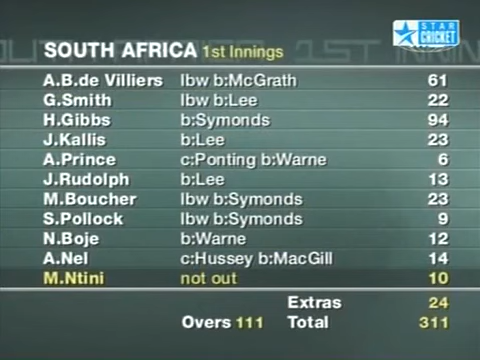 STAR
CRICKET
SOUTH AFRICA 1st Innings
A.B.de Villiers lbw b:McGrath 61
G.Smith lbw b:Lee 22
H.Gibbs b:Symonds 94
J.Kallis b:Lee 23
A.Prince c:Ponting b:Warne 6
J.Rudolph b:Lee 13
M.Boucher lbw b:Symonds 23
S.Pollock lbw b:Symonds 9
N.Boje b:Warne 12
A.Nel c:Hussey b:MacGill 14
M.Ntini not out 10
Extras 24
Overs 111 Total 311